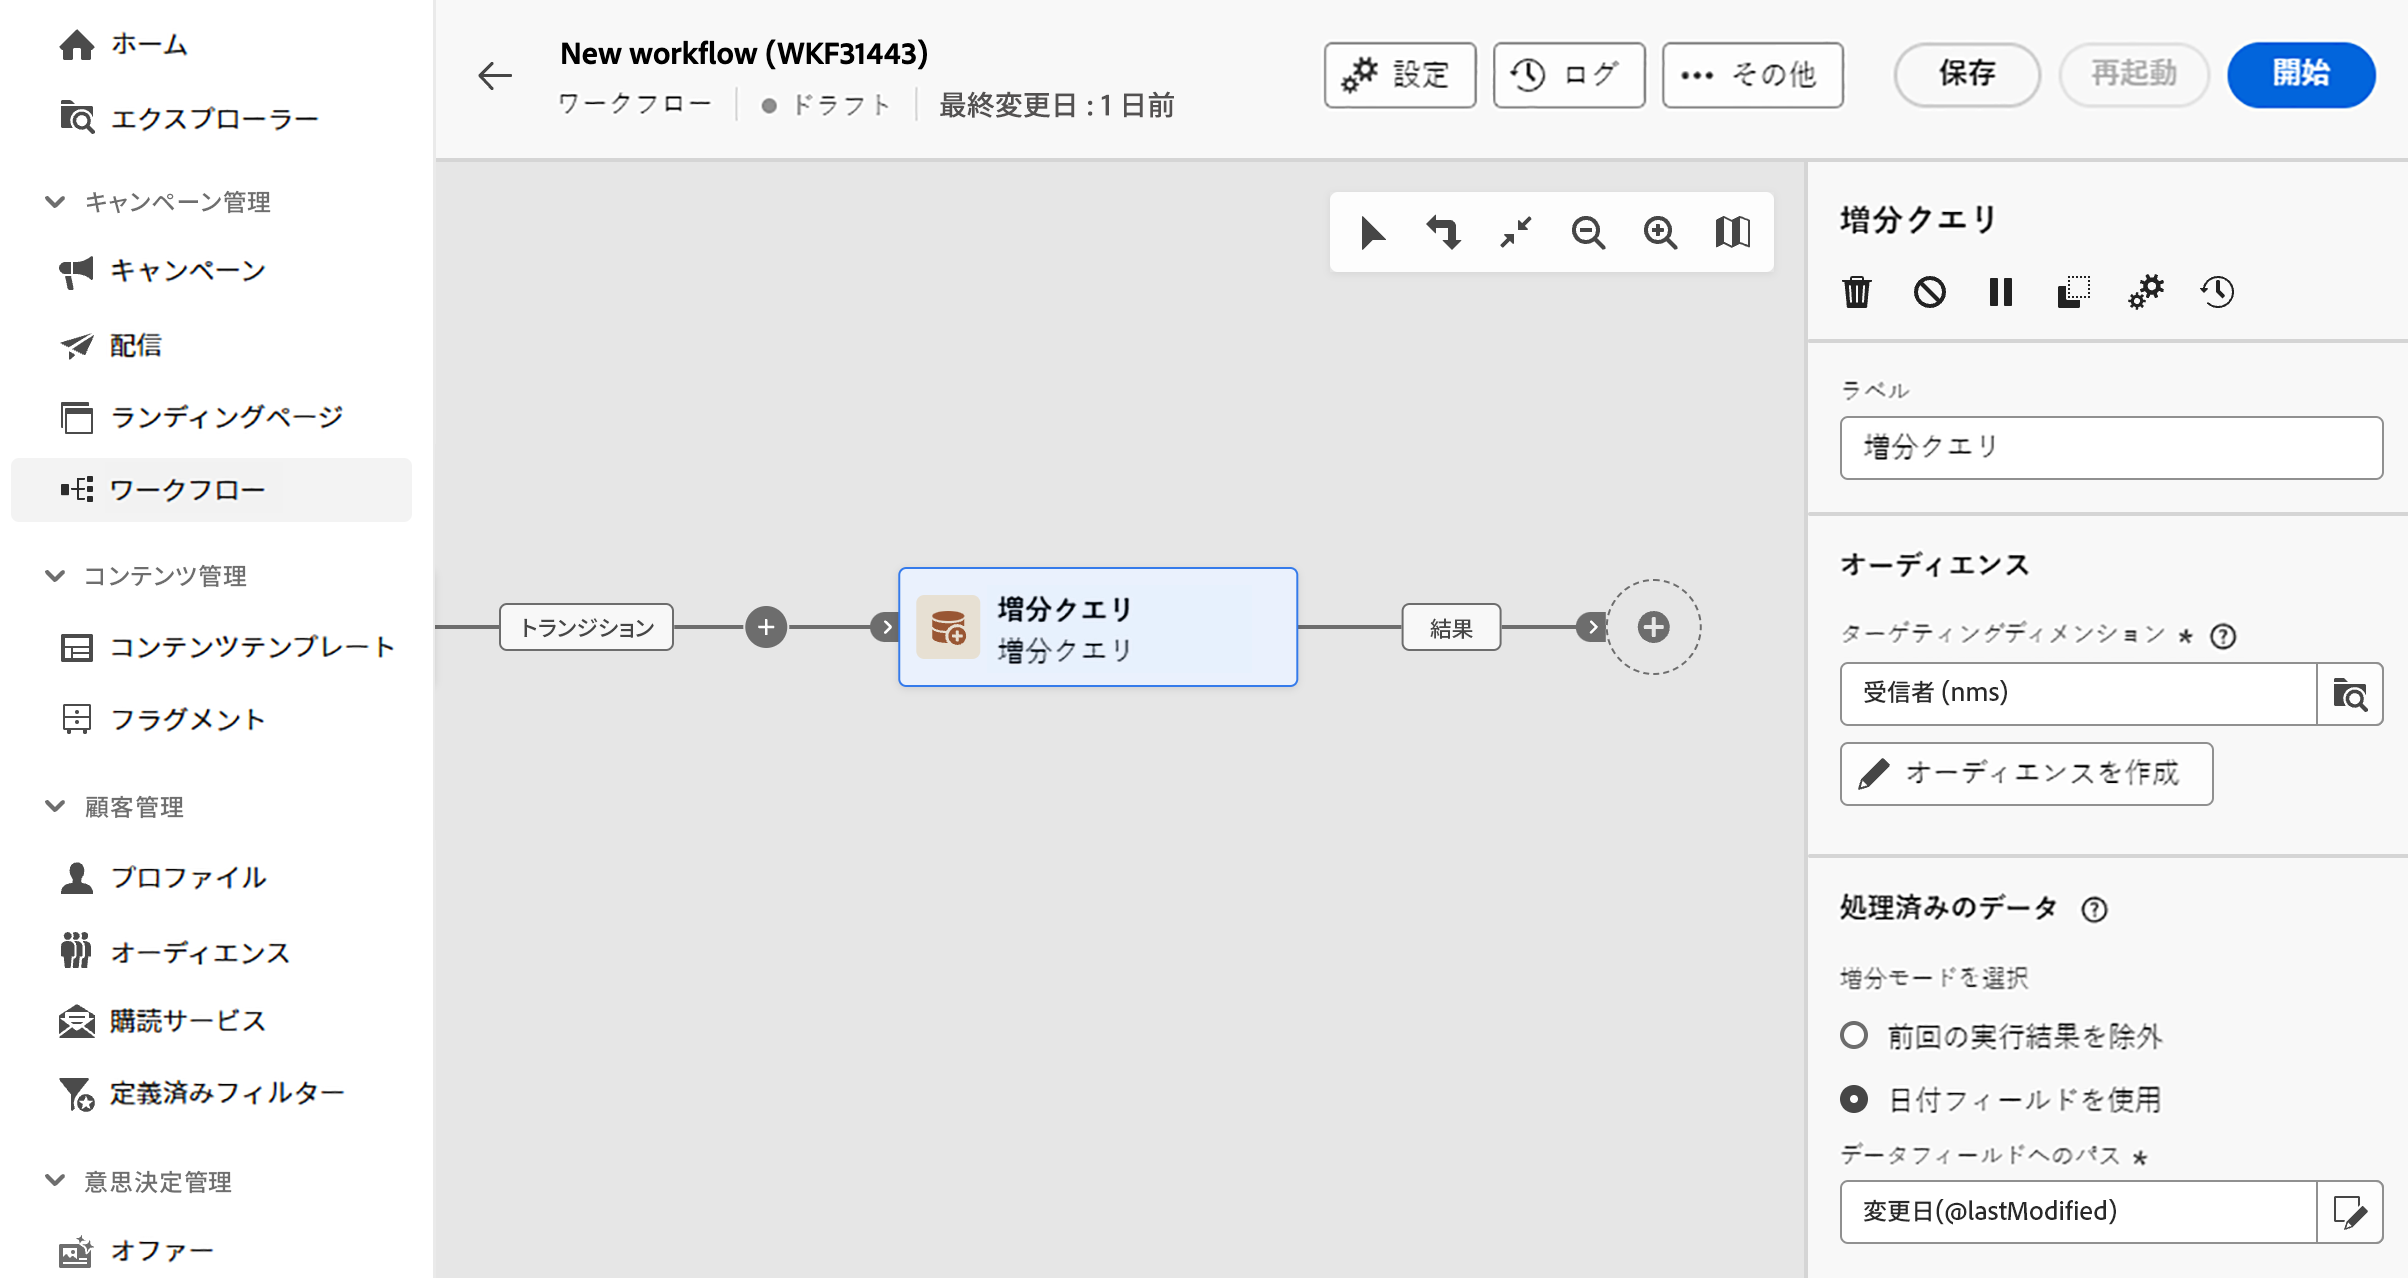 ホーム
エクスプローラー
キャンペーン管理
キャンペーン
配信
ランディングページ
ワークフロー
コンテンツ管理
コンテンツテンプレート
フラグメント
顧客管理
プロファイル
オーディエンス
購読サービス
定義済みフィルター
意思決定管理
オファー
New workflow (WKF31443)
ワークフロー ドラフト 最終変更日 : 1 日前
設定 ログ その他 保存 再起動 開始
トランジション
増分クエリ
増分クエリ
結果
増分クエリ
ラベル
増分クエリ
オーディエンス
ターゲティングディメンション *
受信者 (nms)
オーディエンスを作成
処理済みのデータ
増分モードを選択
前回の実行結果を除外
日付フィールドを使用
データフィールドへのパス *
変更日(@lastModified)